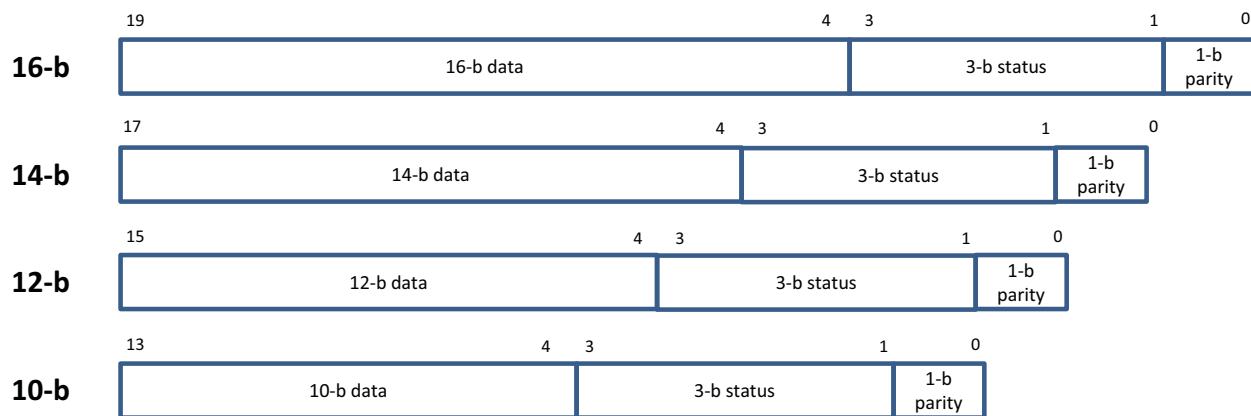 19 4 3 1 0
16-b 16-b data 3-b status 1-b
parity
17 4 3 1 0
14-b 14-b data 3-b status 1-b
parity
15 4 3 1 0
12-b 12-b data 3-b status 1-b
parity
13 4 3 1 0
10-b 10-b data 3-b status 1-b
parity